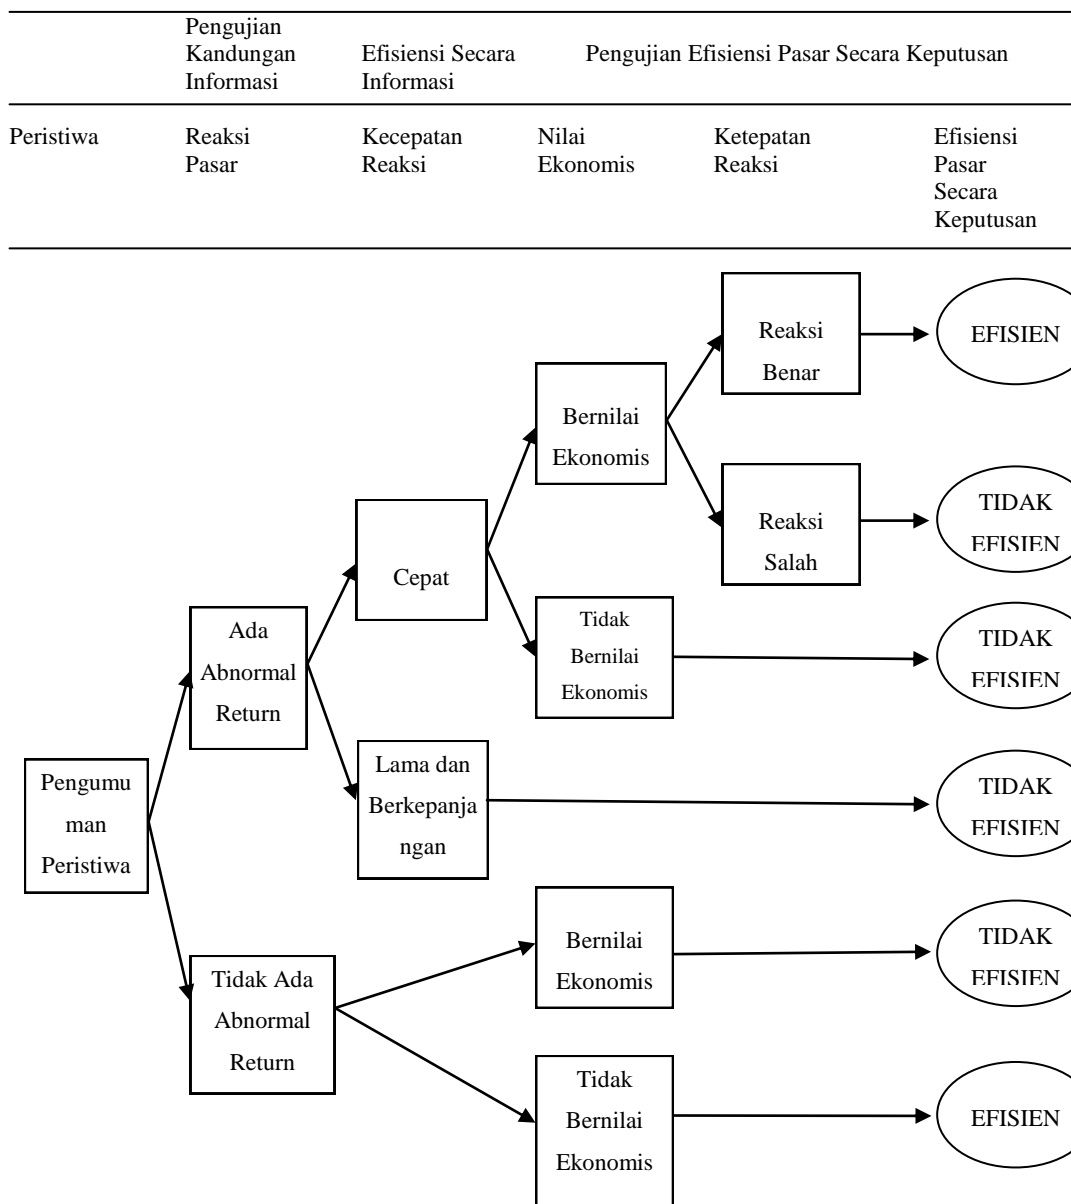 Pengujian
Kandungan
Informasi
Efisiensi Secara
Informasi
Pengujian Efisiensi Pasar Secara Keputusan
Peristiwa
Reaksi
Pasar
Kecepatan
Reaksi
Nilai
Ekonomis
Ketepatan
Reaksi
Efisiensi
Pasar
Secara
Keputusan
Reaksi
Benar
EFISIEN
Bernilai
Ekonomis
Reaksi
Salah
TIDAK
EFISIEN
Cepat
Tidak
Bernilai
Ekonomis
TIDAK
EFISIEN
Ada
Abnormal
Return
Lama dan
Berkepanja
ngan
TIDAK
EFISIEN
Pengumu
man
Peristiwa
Bernilai
Ekonomis
TIDAK
EFISIEN
Tidak Ada
Abnormal
Return
Tidak
Bernilai
Ekonomis
EFISIEN